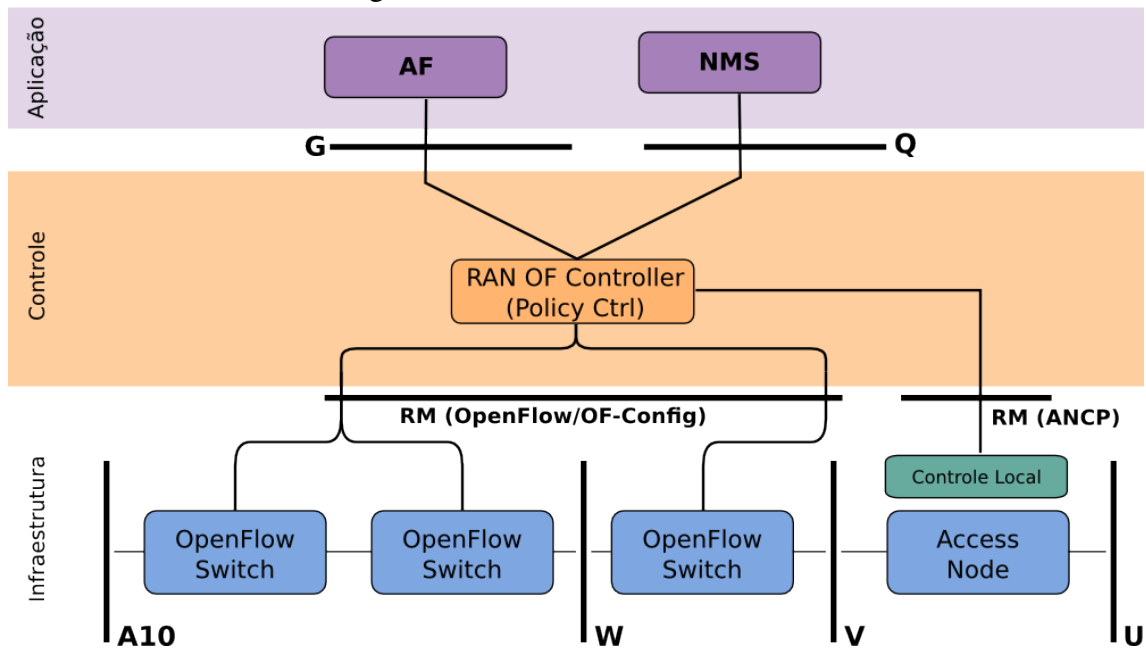 Aplicação
AF
NMS
G
Q
Controle
RAN OF Controller
(Policy Ctrl)
RM (OpenFlow/OF-Config)
RM (ANCP)
Infraestrutura
Controle Local
OpenFlow
Switch
OpenFlow
Switch
OpenFlow
Switch
Access
Node
A10
W
V
U